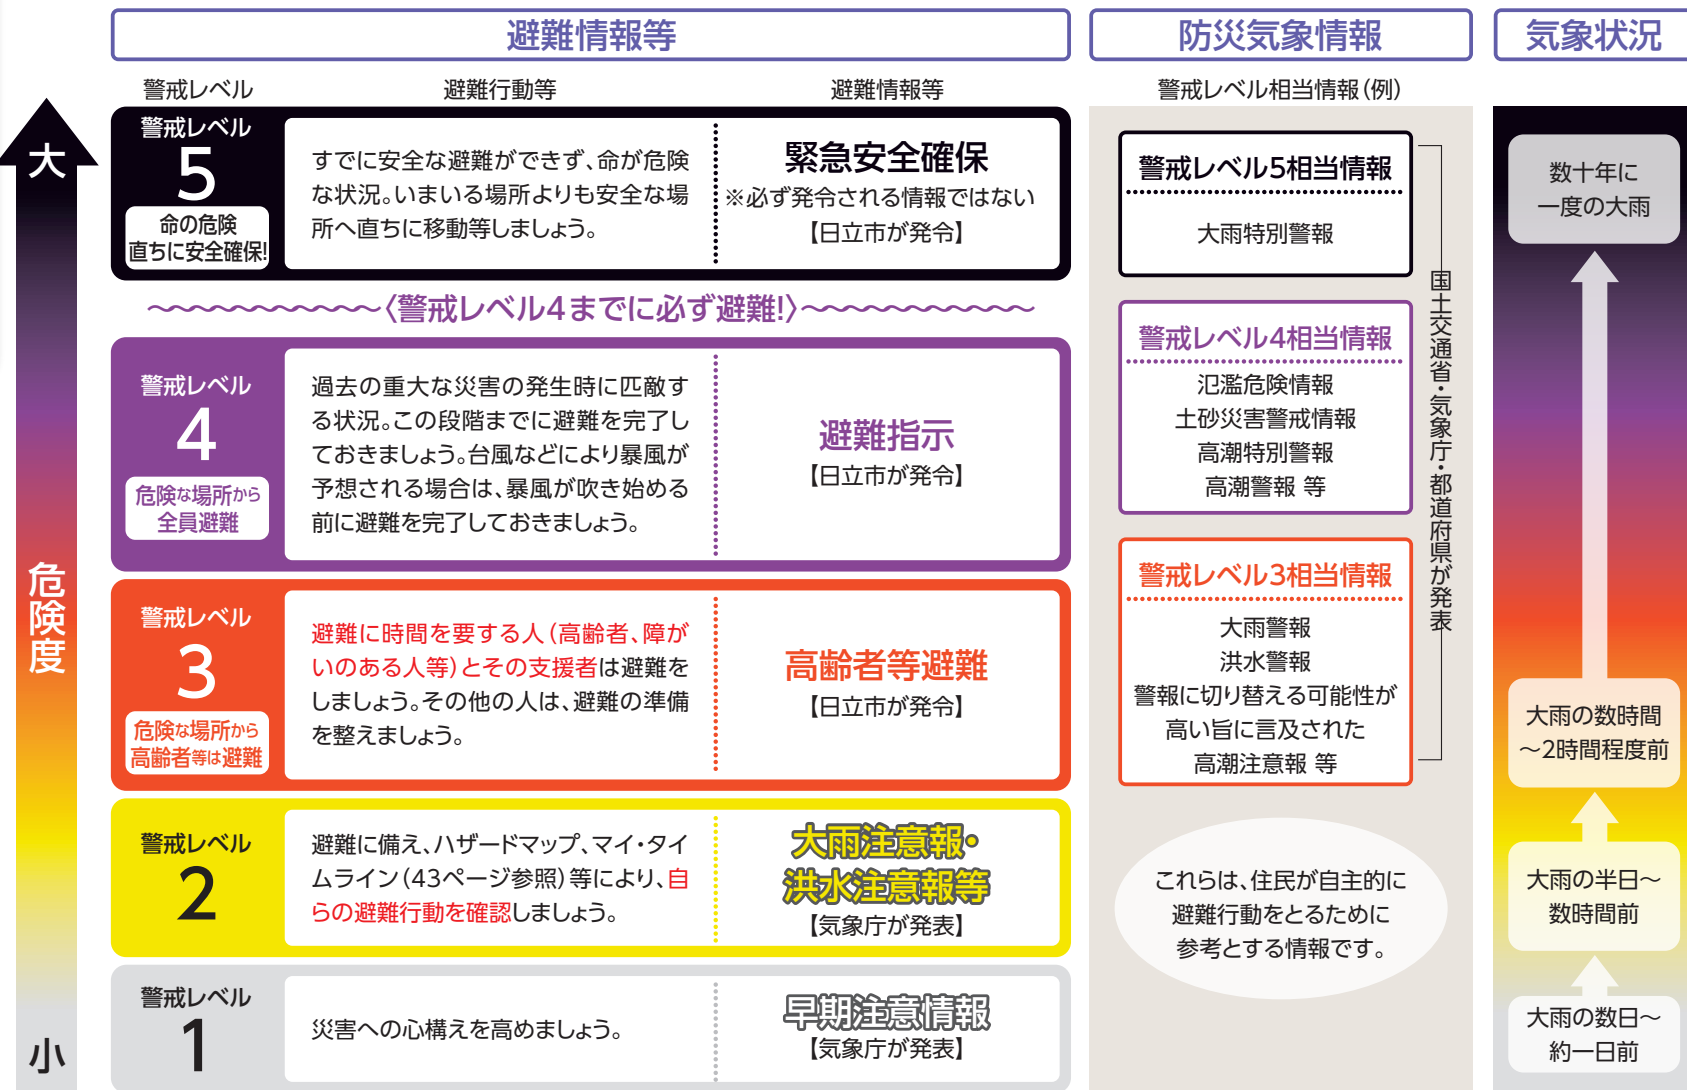 避難情報等
防災気象情報
気象状況
警戒レベル
避難行動等
避難情報等
警戒レベル相当情報(例)
大
危険度
小
警戒レベル
5
命の危険
直ちに安全確保!
すでに安全な避難ができず、命が危険
な状況。いまいる場所よりも安全な場
所へ直ちに移動等しましょう。
緊急安全確保
※必ず発令される情報ではない
【日立市が発令】
〈警戒レベル4までに必ず避難!〉
警戒レベル
4
危険な場所から
全員避難
過去の重大な災害の発生時に匹敵す
る状況。この段階までに避難を完了し
ておきましょう。台風などにより暴風が
予想される場合は、暴風が吹き始める
前に避難を完了しておきましょう。
避難指示
【日立市が発令】
警戒レベル
3
危険な場所から
高齢者等は避難
避難に時間を要する人(高齢者、障が
いのある人等)とその支援者は避難を
しましょう。その他の人は、避難の準備
を整えましょう。
高齢者等避難
【日立市が発令】
警戒レベル
2
避難に備え、ハザードマップ、マイ・タイ
ムライン(43ページ参照)等により、自
らの避難行動を確認しましょう。
大雨注意報・
洪水注意報等
【気象庁が発表】
警戒レベル
1
災害への心構えを高めましょう。
早期注意情報
【気象庁が発表】
警戒レベル5相当情報
大雨特別警報
警戒レベル4相当情報
氾濫危険情報
土砂災害警戒情報
高潮特別警報
高潮警報 等
警戒レベル3相当情報
大雨警報
洪水警報
警報に切り替える可能性が
高い旨に言及された
高潮注意報 等
国土交通省・気象庁・都道府県が発表
これらは、住民が自主的に
避難行動をとるために
参考とする情報です。
数十年に
一度の大雨
大雨の数時間
～2時間程度前
大雨の半日～
数時間前
大雨の数日～
約一日前